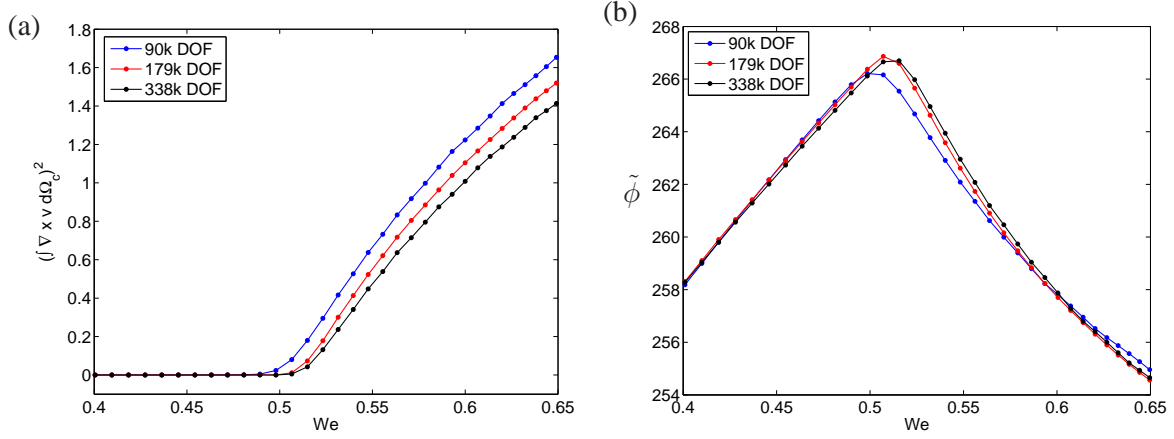 (a)
1.8
1.6
1.4
1.2
1
0.8
0.6
0.4
0.2
0
(∫ ∇ x v dΩc)²
90k DOF
179k DOF
338k DOF
0.4 0.45 0.5 0.55 0.6 0.65
We
(b)
268
266
264
262
260
258
256
254
ϕ̃
90k DOF
179k DOF
338k DOF
0.4 0.45 0.5 0.55 0.6 0.65
We